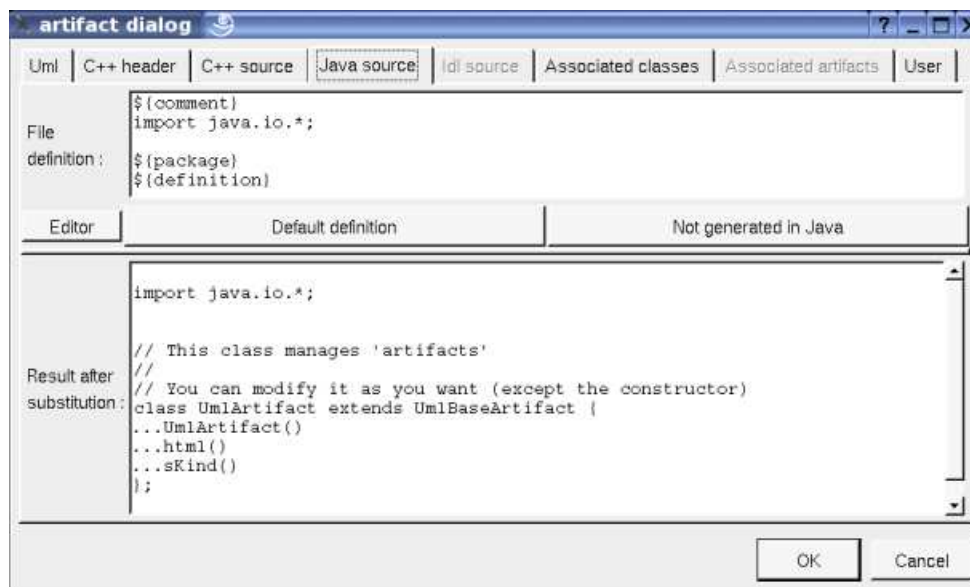 artifact dialog
Uml C++ header C++ source Java source Idl source Associated classes Associated artifacts User
File
definition :
${comment}
import java.io.*;
${package}
${definition}
Editor Default definition Not generated in Java
Result after
substitution :
import java.io.*;
// This class manages 'artifacts'
//
// You can modify it as you want (except the constructor)
class UmlArtifact extends UmlBaseArtifact {
...UmlArtifact()
...html()
...sKind()
};
OK Cancel